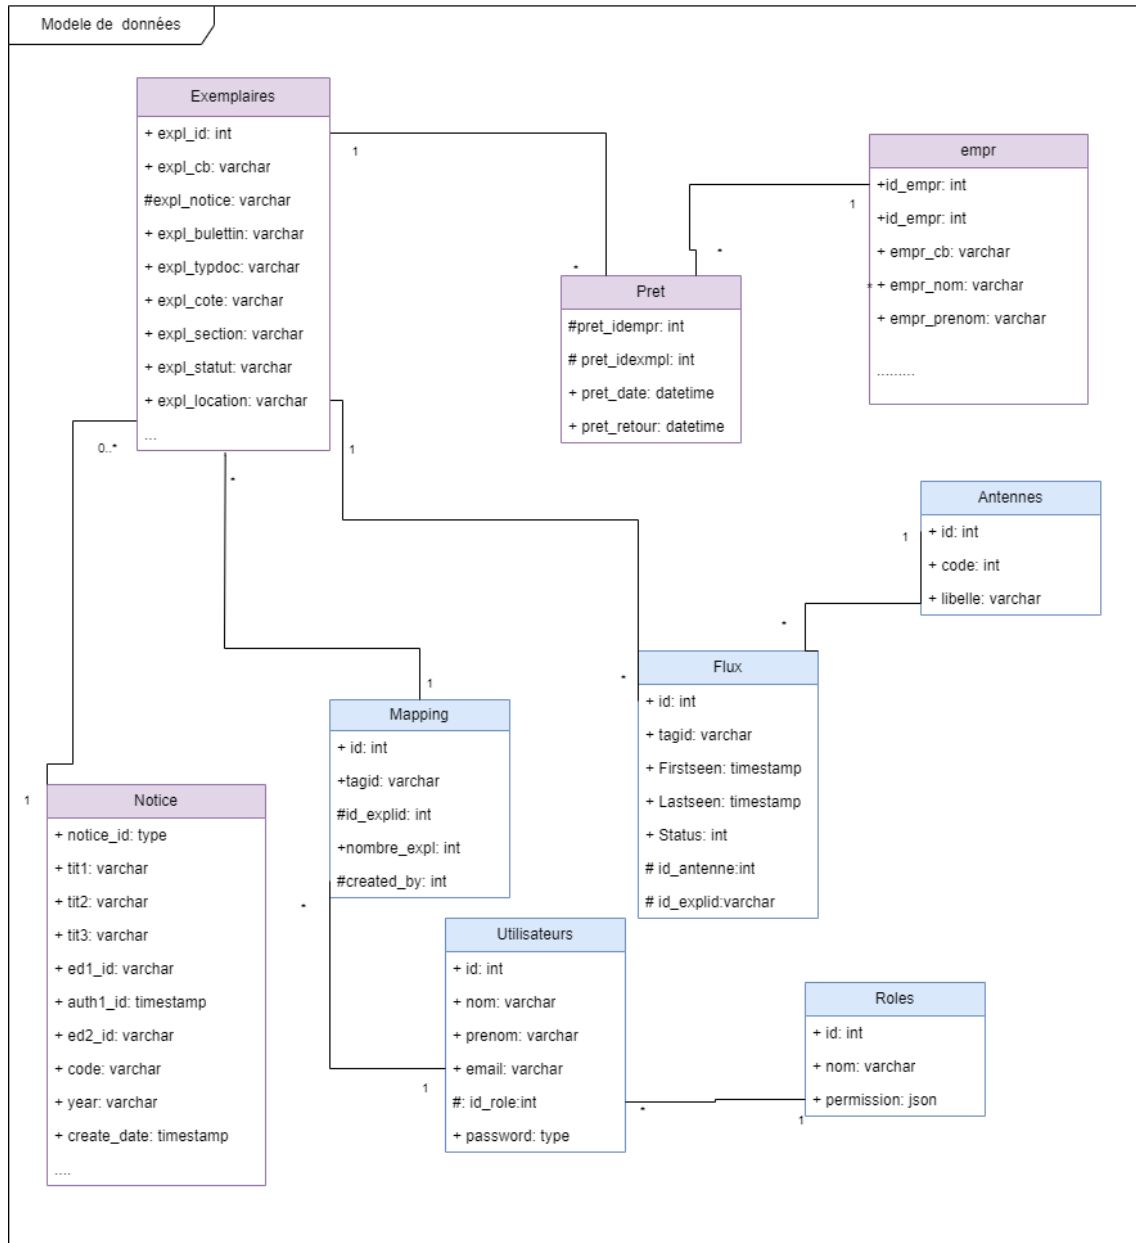 Modele de  données
Exemplaires
+ expl_id: int
+ expl_cb: varchar
#expl_notice: varchar
+ expl_bulettin: varchar
+ expl_typdoc: varchar
+ expl_cote: varchar
+ expl_section: varchar
+ expl_statut: varchar
+ expl_location: varchar
...
1
empr
+id_empr: int
+id_empr: int
+ empr_cb: varchar
+ empr_nom: varchar
+ empr_prenom: varchar
.........
1
*
*
*
Pret
#pret_idempr: int
# pret_idexmpl: int
+ pret_date: datetime
+ pret_retour: datetime
0..*
*
1
Antennes
+ id: int
+ code: int
+ libelle: varchar
1
*
Flux
+ id: int
+ tagid: varchar
+ Firstseen: timestamp
+ Lastseen: timestamp
+ Status: int
# id_antenne:int
# id_explid:varchar
*
1
Mapping
+ id: int
+tagid: varchar
#id_explid: int
+nombre_expl: int
#created_by: int
*
1
Notice
+ notice_id: type
+ tit1: varchar
+ tit2: varchar
+ tit3: varchar
+ ed1_id: varchar
+ auth1_id: timestamp
+ ed2_id: varchar
+ code: varchar
+ year: varchar
+ create_date: timestamp
....
Utilisateurs
+ id: int
+ nom: varchar
+ prenom: varchar
+ email: varchar
#: id_role:int
+ password: type
1
*
1
Roles
+ id: int
+ nom: varchar
+ permission: json